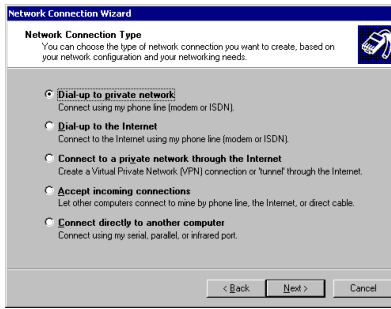 Network Connection Wizard
Network Connection Type
You can choose the type of network connection you want to create, based on
your network configuration and your networking needs.
Dial-up to private network
Connect using my phone line (modem or ISDN).
Dial-up to the Internet
Connect to the Internet using my phone line (modem or ISDN).
Connect to a private network through the Internet
Create a Virtual Private Network (VPN) connection or 'tunnel' through the Internet.
Accept incoming connections
Let other computers connect to mine by phone line, the Internet, or direct cable.
Connect directly to another computer
Connect using my serial, parallel, or infrared port.
< Back Next > Cancel